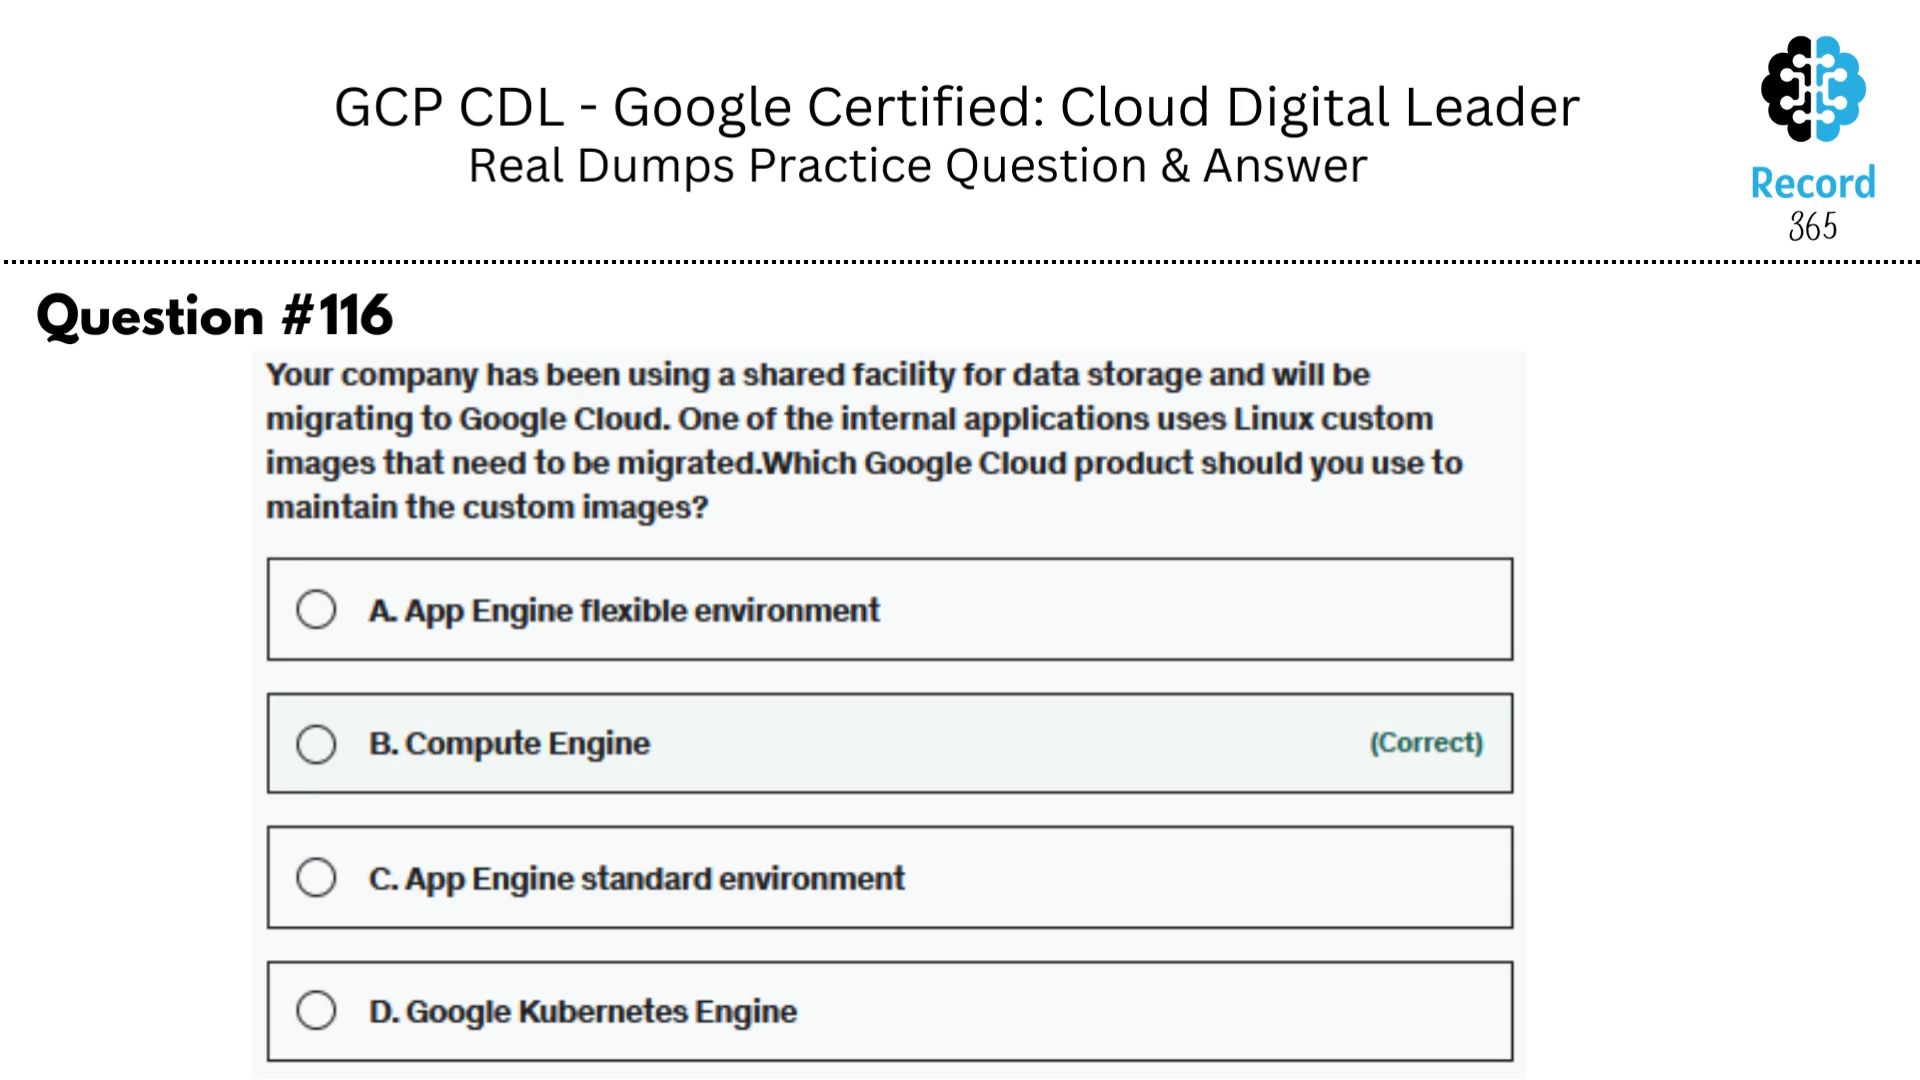 GCP CDL - Google Certified: Cloud Digital Leader
Real Dumps Practice Question & Answer
Record
365
Question #116
Your company has been using a shared facility for data storage and will be
migrating to Google Cloud. One of the internal applications uses Linux custom
images that need to be migrated.Which Google Cloud product should you use to
maintain the custom images?
A. App Engine flexible environment
B. Compute Engine (Correct)
C. App Engine standard environment
D. Google Kubernetes Engine